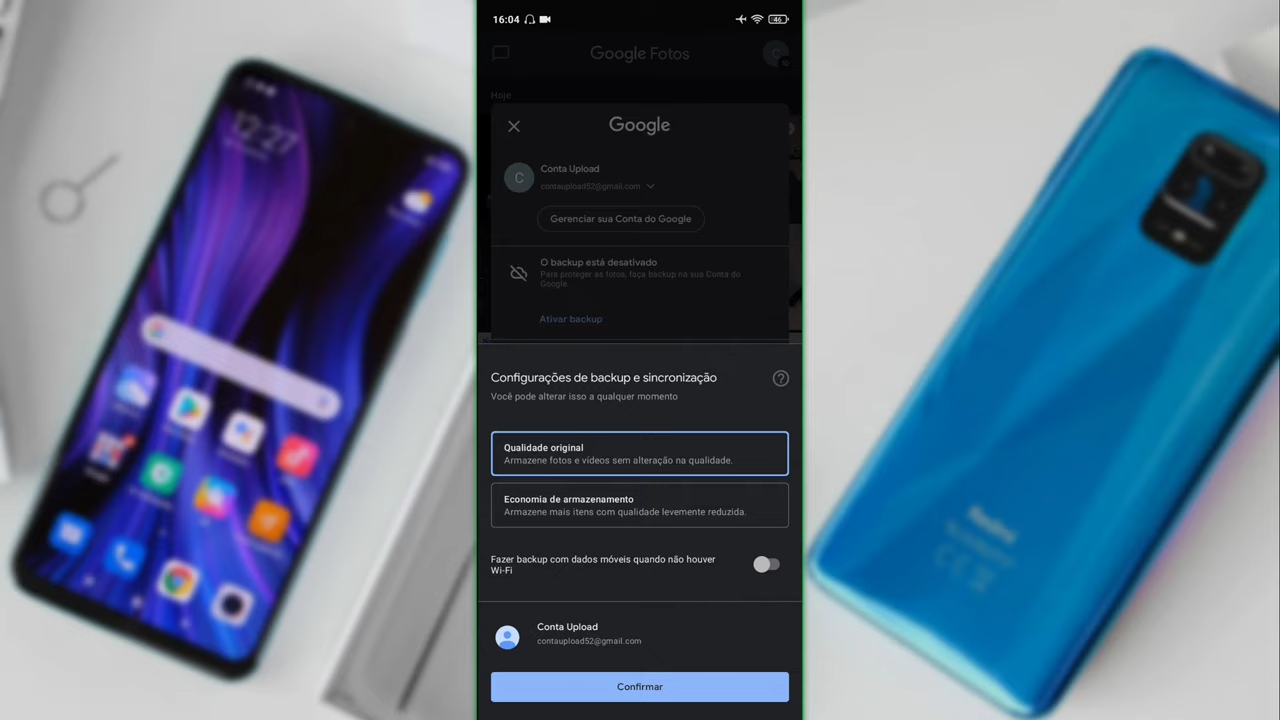 16:04
46
Google Fotos
C
Hoje
Google
C
Conta Upload
contaupload52@gmail.com
Gerenciar sua Conta do Google
O backup está desativado
Para proteger as fotos, faça backup na sua Conta do
Google.
Ativar backup
Configurações de backup e sincronização
Você pode alterar isso a qualquer momento
Qualidade original
Armazene fotos e vídeos sem alteração na qualidade.
Economia de armazenamento
Armazene mais itens com qualidade levemente reduzida.
Fazer backup com dados móveis quando não houver
Wi-Fi
Conta Upload
contaupload52@gmail.com
Confirmar
12:27
Redmi